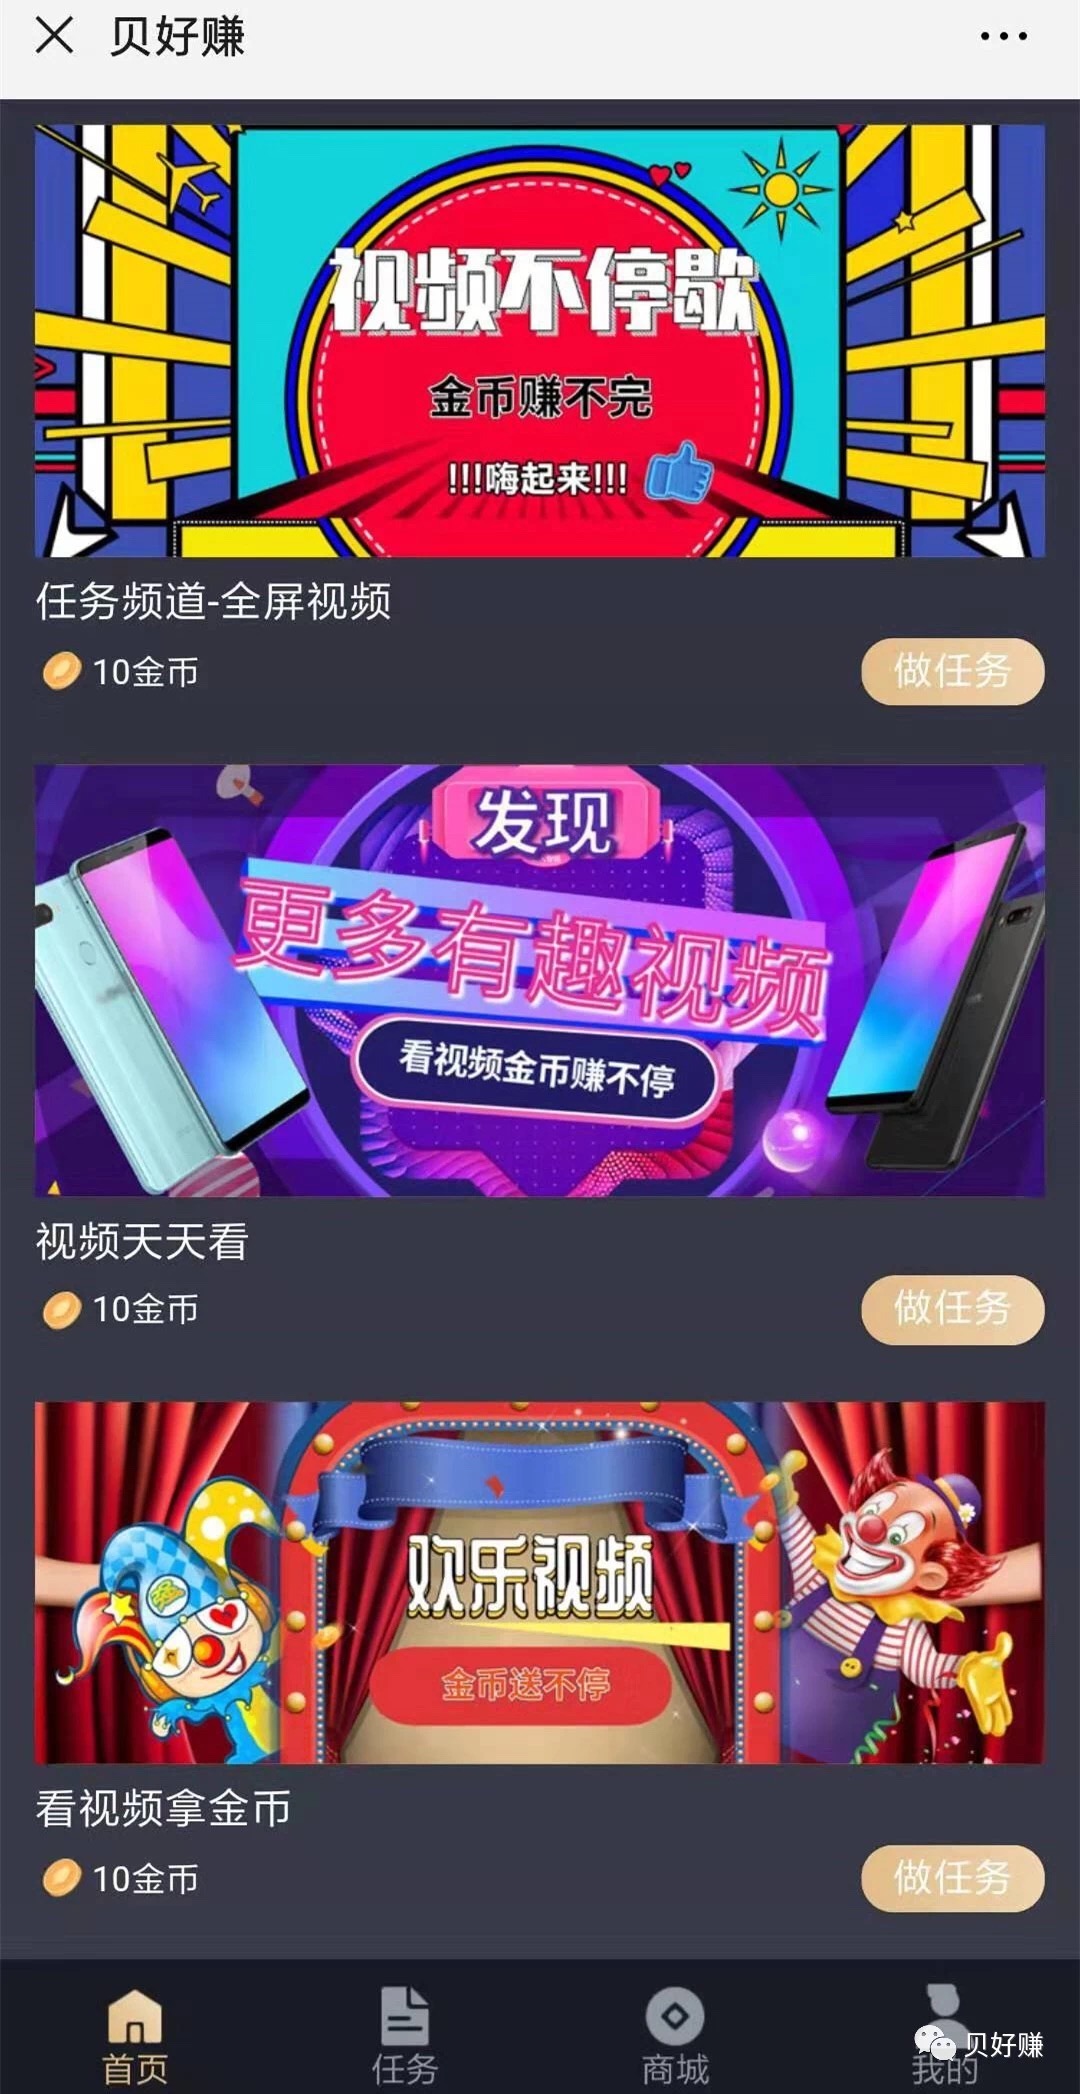 贝好赚
视频不停歇
金币赚不完
!!!嗨起来!!!
任务频道-全屏视频
10金币
做任务
发现
更多有趣视频
看视频金币赚不停
视频天天看
10金币
做任务
欢乐视频
金币送不停
看视频拿金币
10金币
做任务
首页
任务
商城
我的
贝好赚